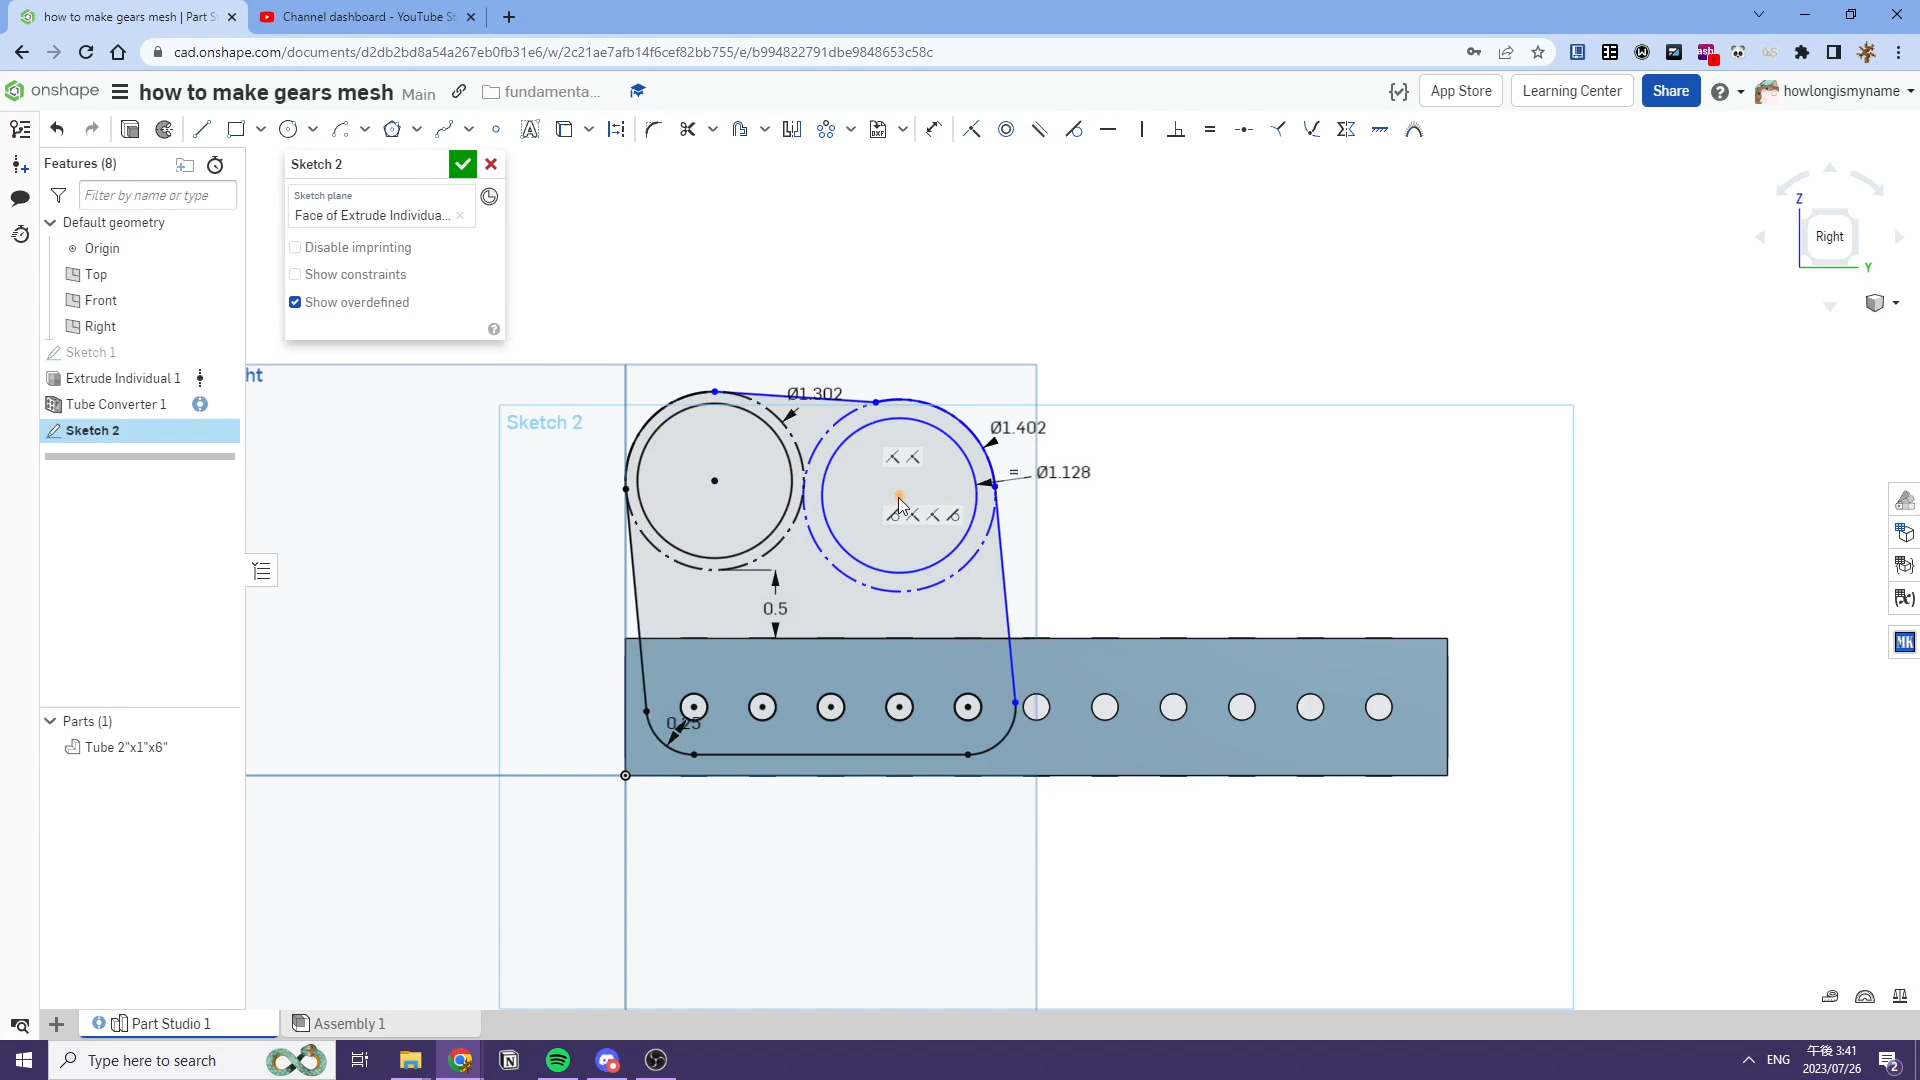 how to make gears mesh | Part S
Channel dashboard - YouTube St
cad.onshape.com/documents/d2db2bd8a54a267eb0fb31e6/w/2c21ae7afb14f6cef82bb755/e/b994822791dbe9848653c58c
onshape
how to make gears mesh
Main
fundamenta...
App Store
Learning Center
Share
howlongismyname
Features (8)
Filter by name or type
Default geometry
Origin
Top
Front
Right
Sketch 1
Extrude Individual 1
Tube Converter 1
Sketch 2
Parts (1)
Tube 2"x1"x6"
Sketch 2
Sketch plane
Face of Extrude Individua...
Disable imprinting
Show constraints
Show overdefined
ht
Sketch 2
Ø1.302
Ø1.402
= Ø1.128
0.5
0.25
Z
Right
Y
MK
Part Studio 1
Assembly 1
Type here to search
ENG
午後 3:41
2023/07/26
2